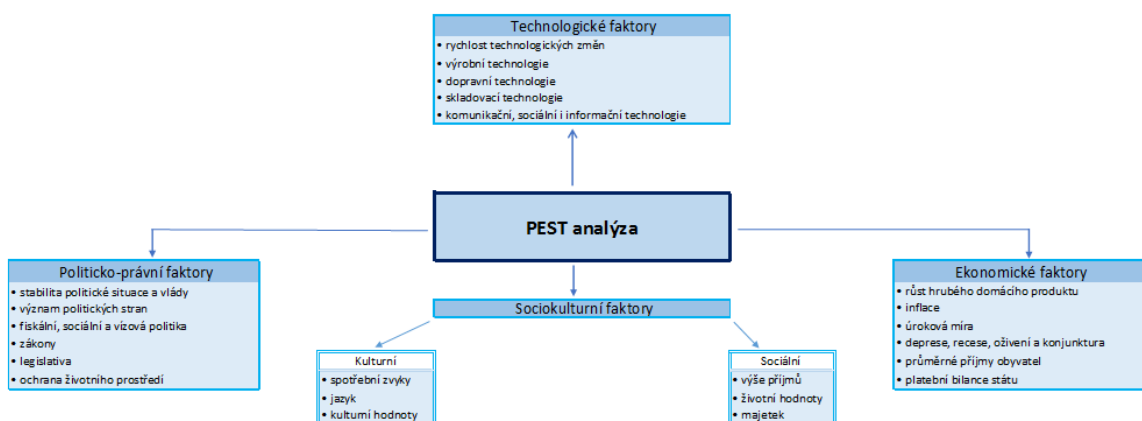 Technologické faktory
• rychlost technologických změn
• výrobní technologie
• dopravní technologie
• skladovací technologie
• komunikační, sociální i informační technologie
PEST analýza
Politicko-právní faktory
• stabilita politické situace a vlády
• význam politických stran
• fiskální, sociální a vízová politika
• zákony
• legislativa
• ochrana životního prostředí
Sociokulturní faktory
Kulturní
• spotřební zvyky
• jazyk
• kulturní hodnoty
Sociální
• výše příjmů
• životní hodnoty
• majetek
Ekonomické faktory
• růst hrubého domácího produktu
• inflace
• úroková míra
• deprese, recese, oživení a konjunktura
• průměrné příjmy obyvatel
• platební bilance státu